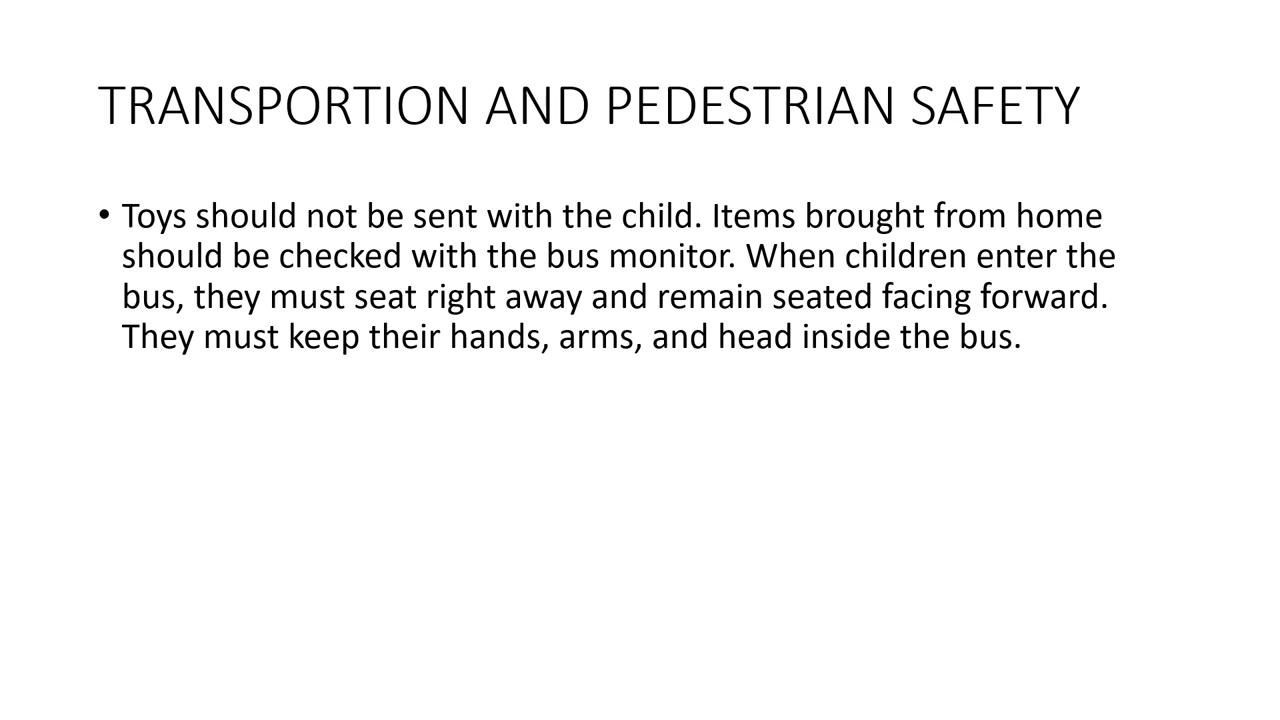 TRANSPORTION AND PEDESTRIAN SAFETY
• Toys should not be sent with the child. Items brought from home
should be checked with the bus monitor. When children enter the
bus, they must seat right away and remain seated facing forward.
They must keep their hands, arms, and head inside the bus.